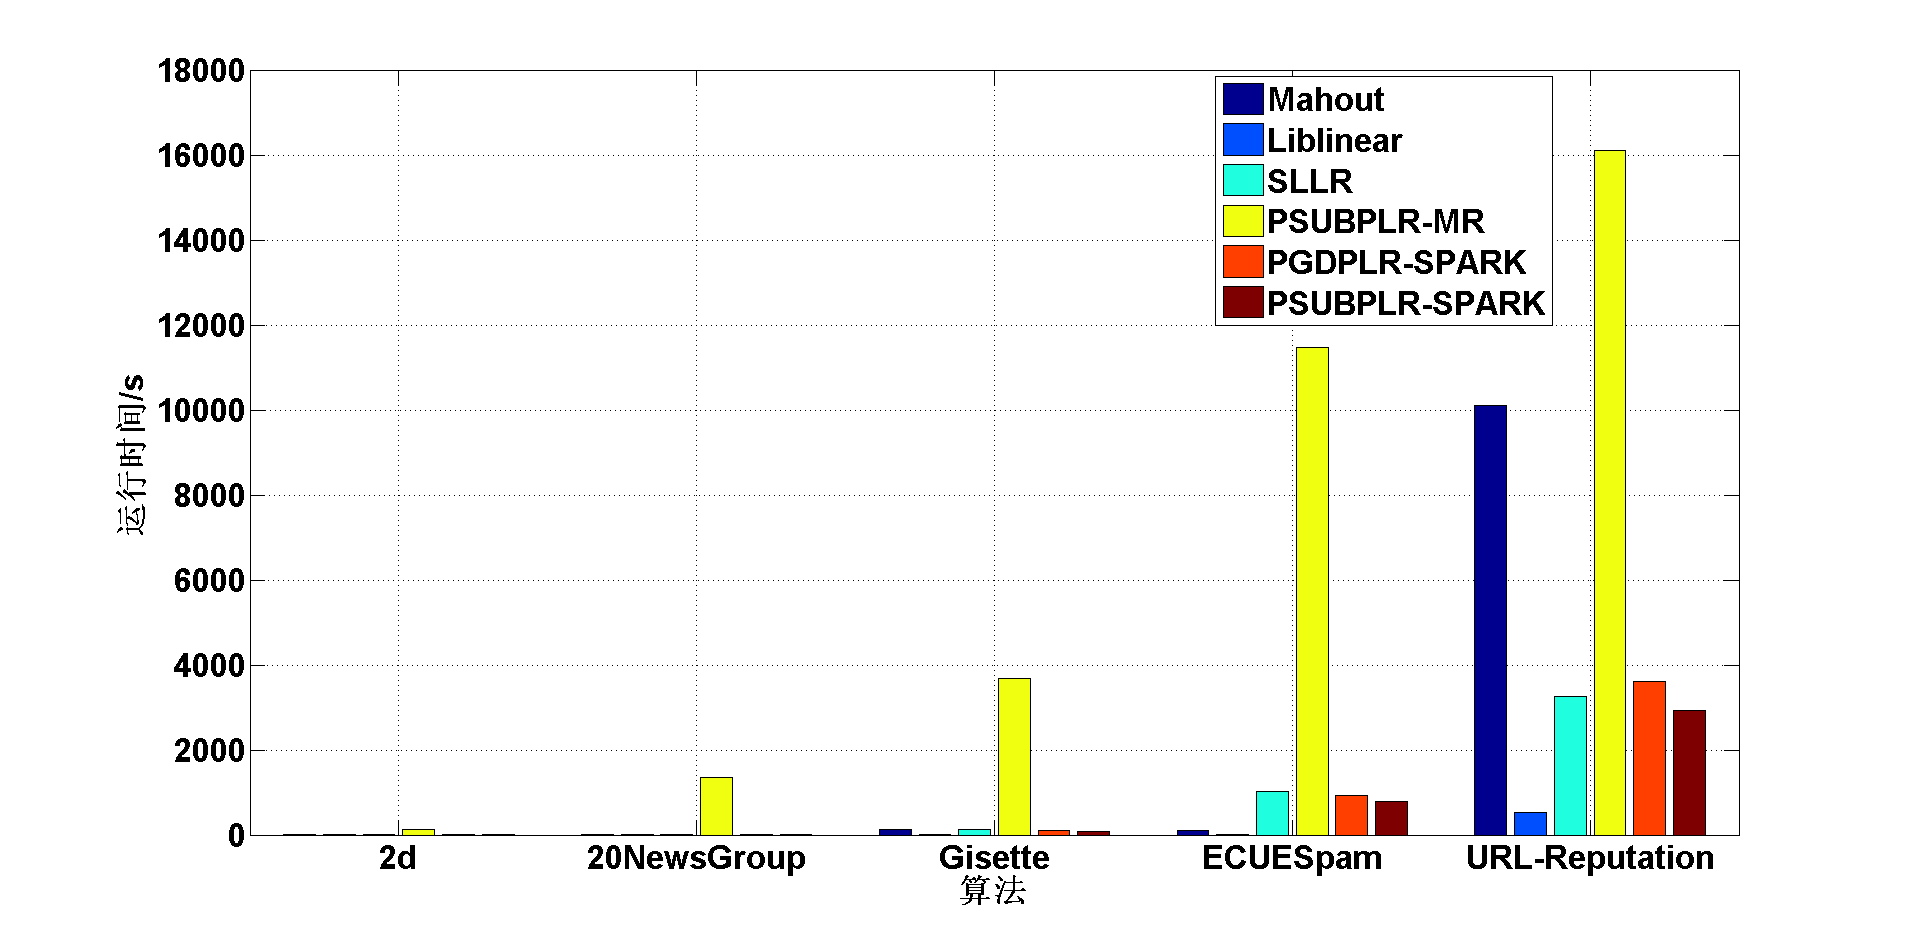 18000
16000
14000
12000
10000
8000
6000
4000
2000
0
运行时间/s
Mahout
Liblinear
SLLR
PSUBPLR-MR
PGDPLR-SPARK
PSUBPLR-SPARK
2d 20NewsGroup Gisette ECUESpam URL-Reputation
算法